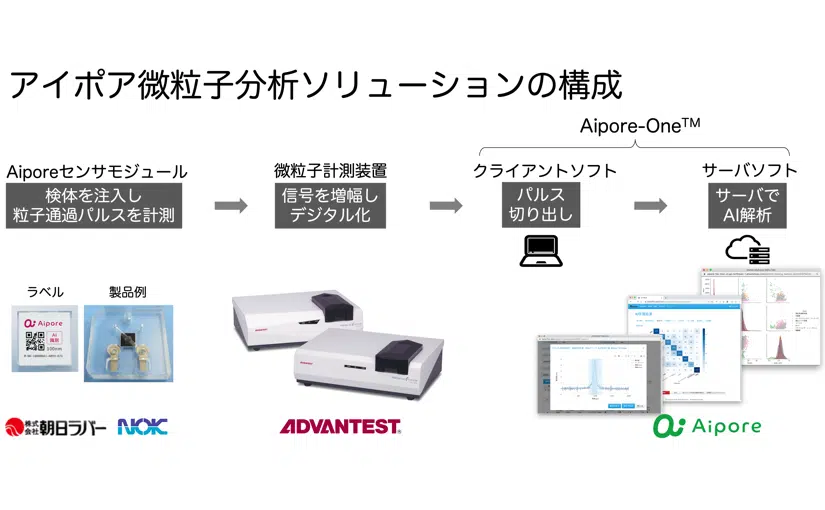 アイポア微粒子分析ソリューションの構成
Aipore-One™
Aiporeセンサモジュール
検体を注入し
粒子通過パルスを計測
微粒子計測装置
信号を増幅し
デジタル化
クライアントソフト
パルス
切り出し
サーバソフト
サーバで
AI解析
ラベル
製品例
Aipore
AI
300nm
株式会社 朝日ラバー
NOK
ADVANTEST
Aipore